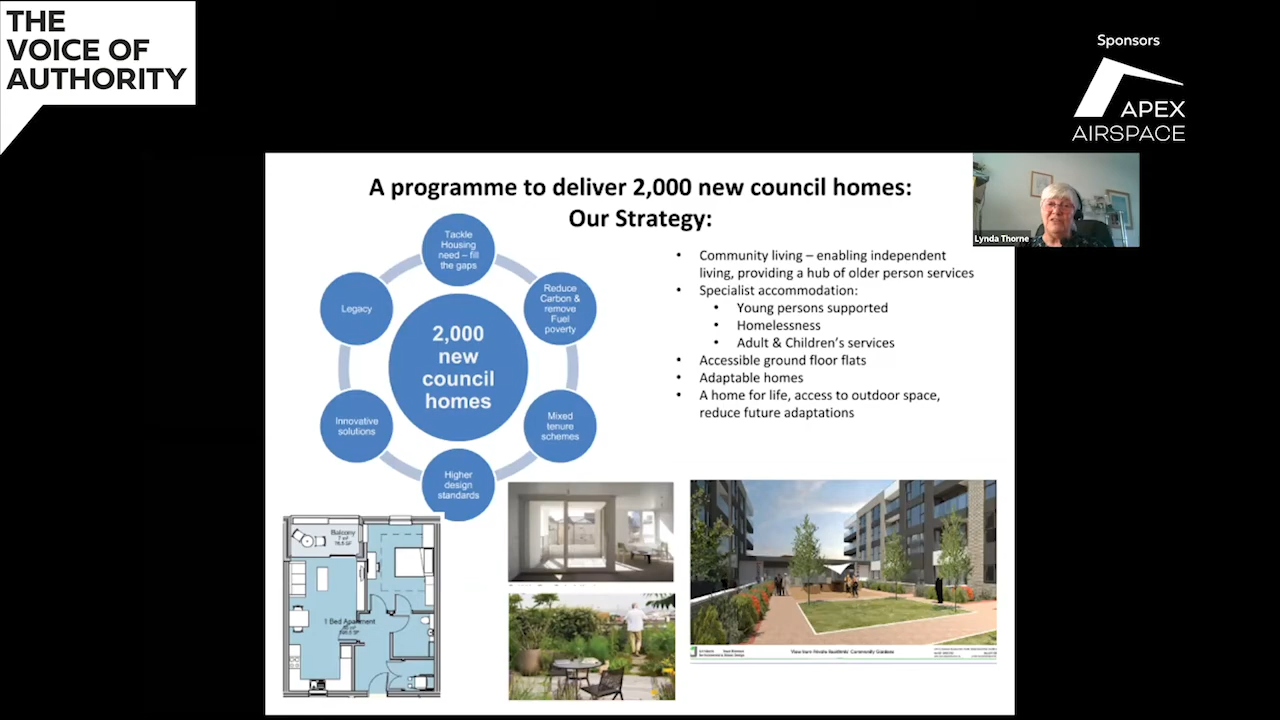 THE
VOICE OF
AUTHORITY
Sponsors
APEX
AIRSPACE
Lynda Thorne
A programme to deliver 2,000 new council homes:
Our Strategy:
Tackle
Housing
need – fill
the gaps
Reduce
Carbon &
remove
Fuel
poverty
Mixed
tenure
schemes
Higher
design
standards
Innovative
solutions
Legacy
2,000
new
council
homes
• Community living – enabling independent
living, providing a hub of older person services
• Specialist accommodation:
• Young persons supported
• Homelessness
• Adult & Children's services
• Accessible ground floor flats
• Adaptable homes
• A home for life, access to outdoor space,
reduce future adaptations
Balcony
1 Bed Apartment